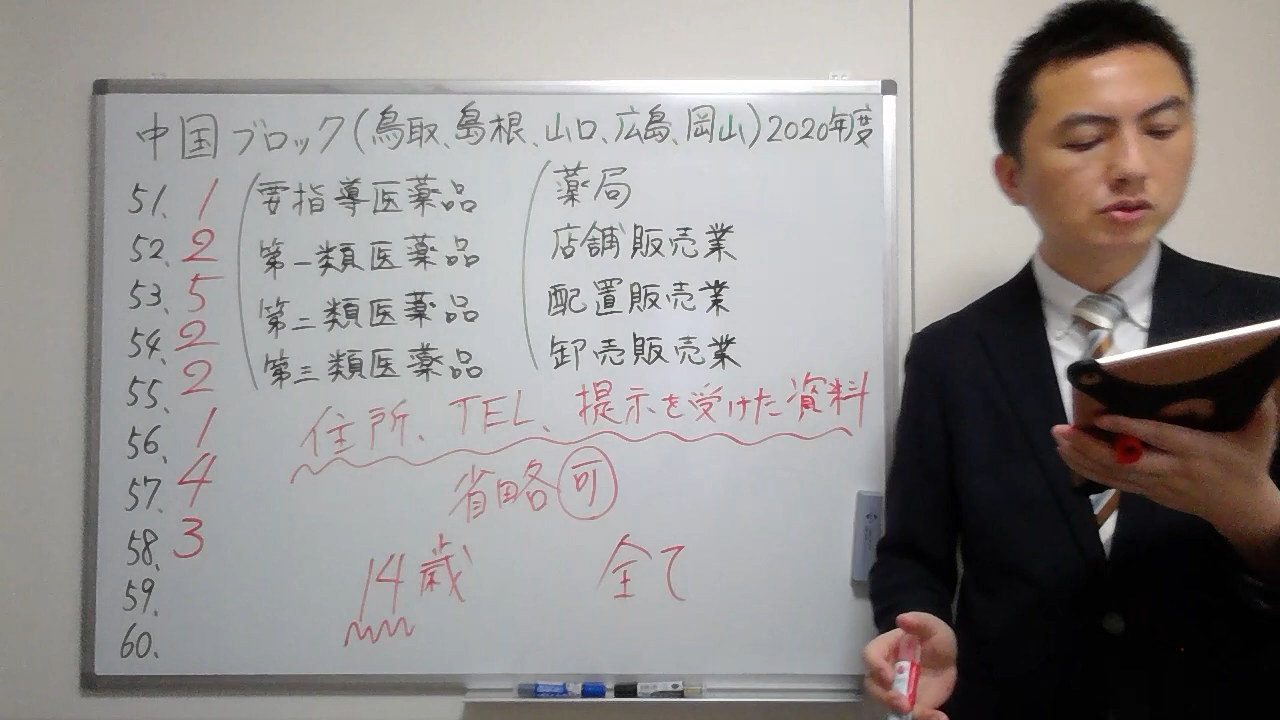 中国ブロック(鳥取、島根、山口、広島、岡山)2020年度
51. 1
52. 2
53. 5
54. 2
55. 2
56. 1
57. 4
58. 3
59.
60.
要指導医薬品
第一類医薬品
第二類医薬品
第三類医薬品
薬局
店舗販売業
配置販売業
卸売販売業
住所、TEL、提示を受けた資料
省略可
14歳 全て